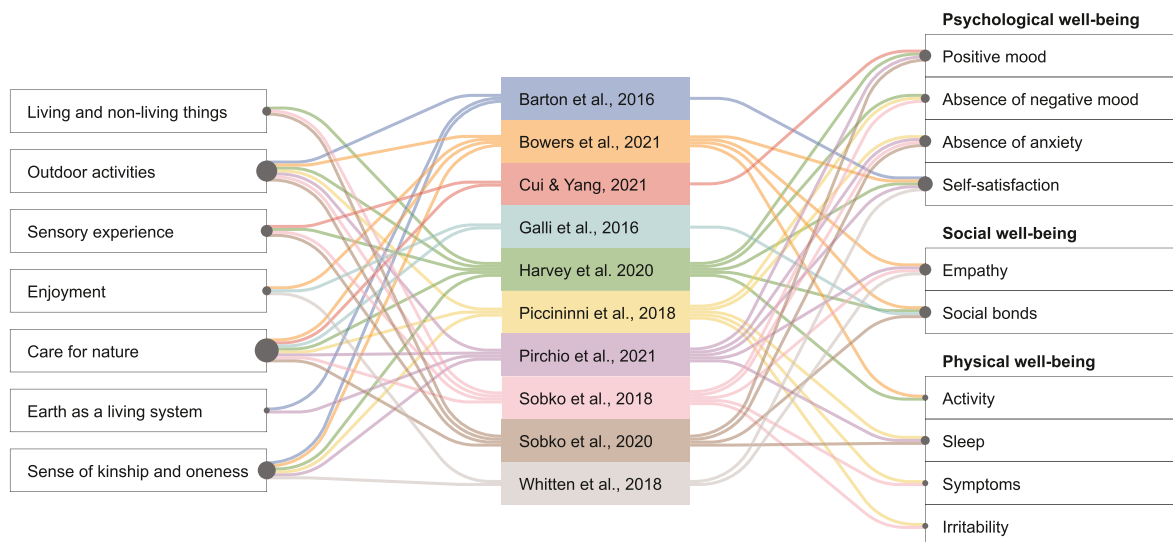 Living and non-living things
Outdoor activities
Sensory experience
Enjoyment
Care for nature
Earth as a living system
Sense of kinship and oneness
Barton et al., 2016
Bowers et al., 2021
Cui & Yang, 2021
Galli et al., 2016
Harvey et al. 2020
Piccininni et al., 2018
Pirchio et al., 2021
Sobko et al., 2018
Sobko et al., 2020
Whitten et al., 2018
Psychological well-being
Positive mood
Absence of negative mood
Absence of anxiety
Self-satisfaction
Social well-being
Empathy
Social bonds
Physical well-being
Activity
Sleep
Symptoms
Irritability